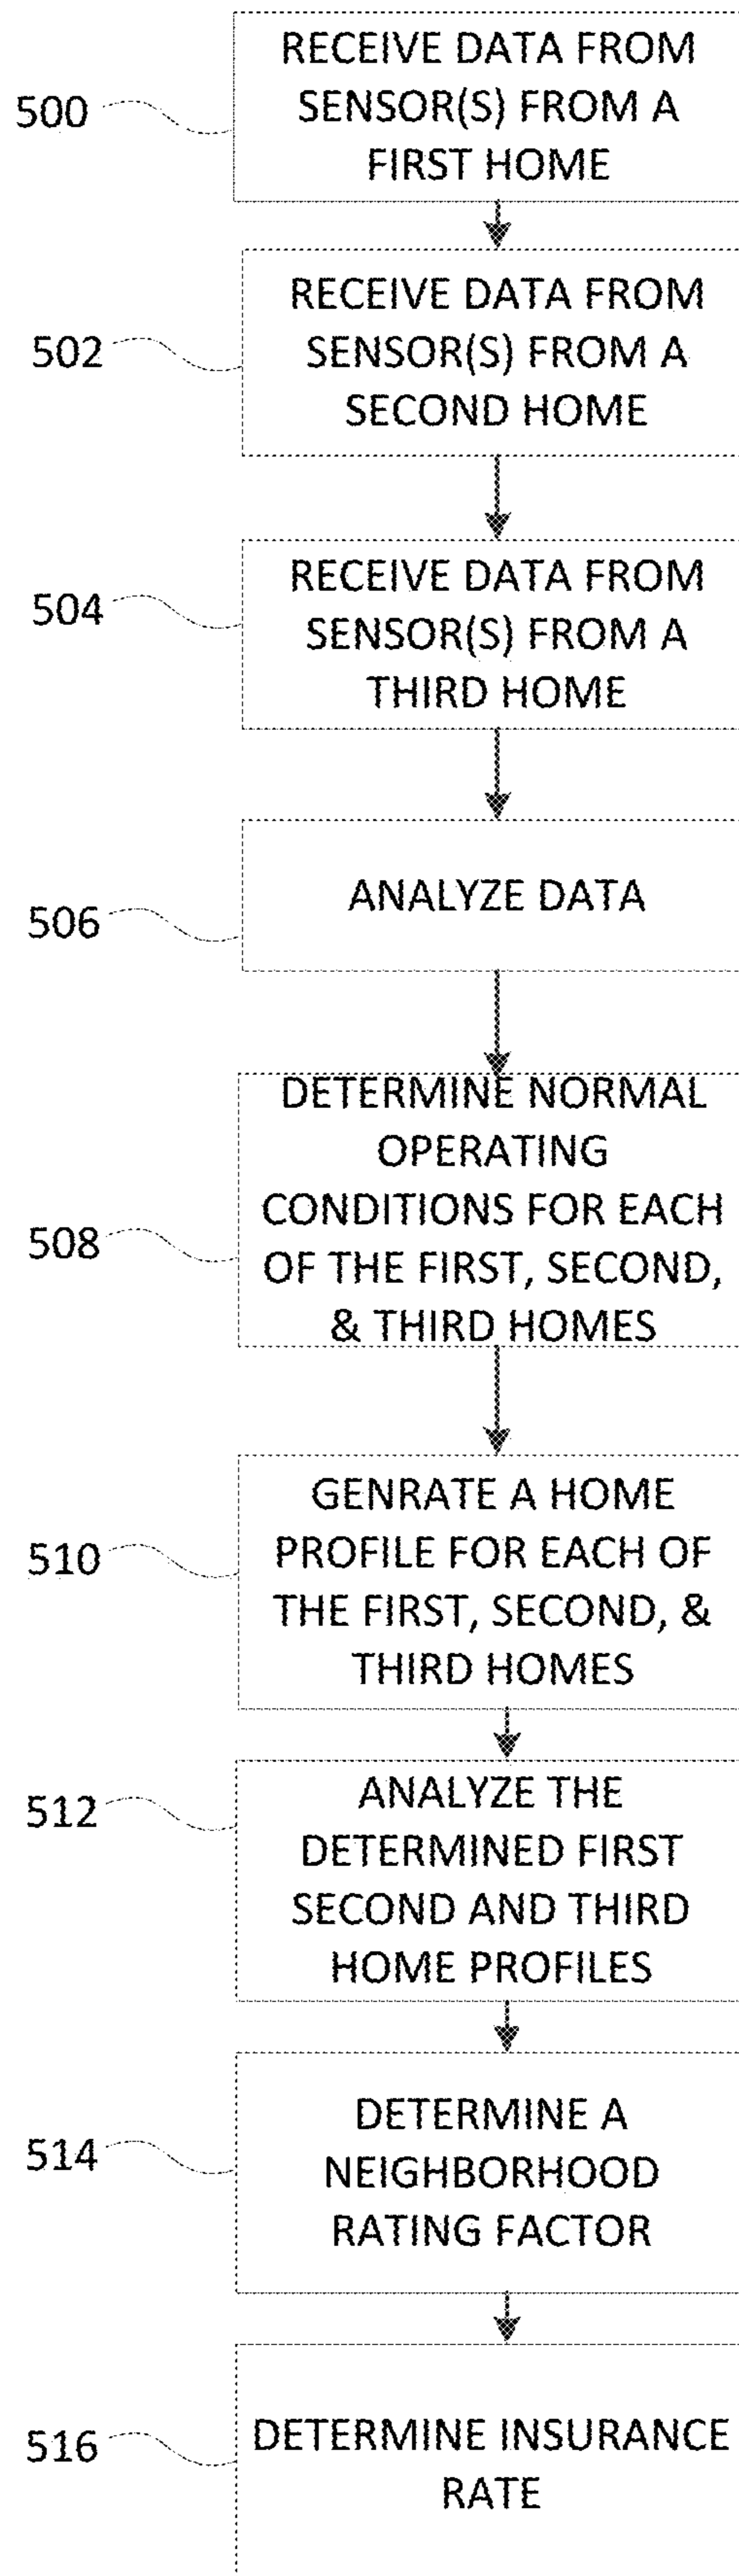 RECEIVE DATA FROM
SENSOR(S) FROM A
FIRST HOME
500
RECEIVE DATA FROM
SENSOR(S) FROM A
SECOND HOME
502
RECEIVE DATA FROM
SENSOR(S) FROM A
THIRD HOME
504
ANALYZE DATA
506
DETERMINE NORMAL
OPERATING
CONDITIONS FOR EACH
OF THE FIRST, SECOND,
& THIRD HOMES
508
GENRATE A HOME
PROFILE FOR EACH OF
THE FIRST, SECOND, &
THIRD HOMES
510
ANALYZE THE
DETERMINED FIRST
SECOND AND THIRD
HOME PROFILES
512
DETERMINE A
NEIGHBORHOOD
RATING FACTOR
514
DETERMINE INSURANCE
RATE
516